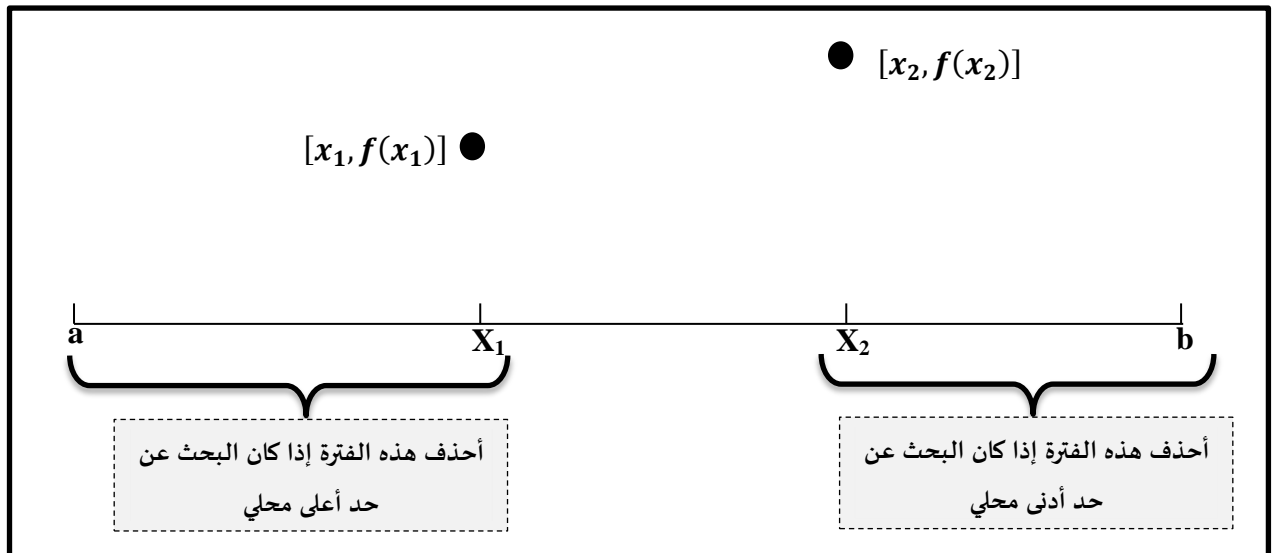 [x₂, f(x₂)]
[x₁, f(x₁)]
a X₁ X₂ b
أحذف هذه الفترة إذا كان البحث عن
حد أعلى محلي
أحذف هذه الفترة إذا كان البحث عن
حد أدنى محلي